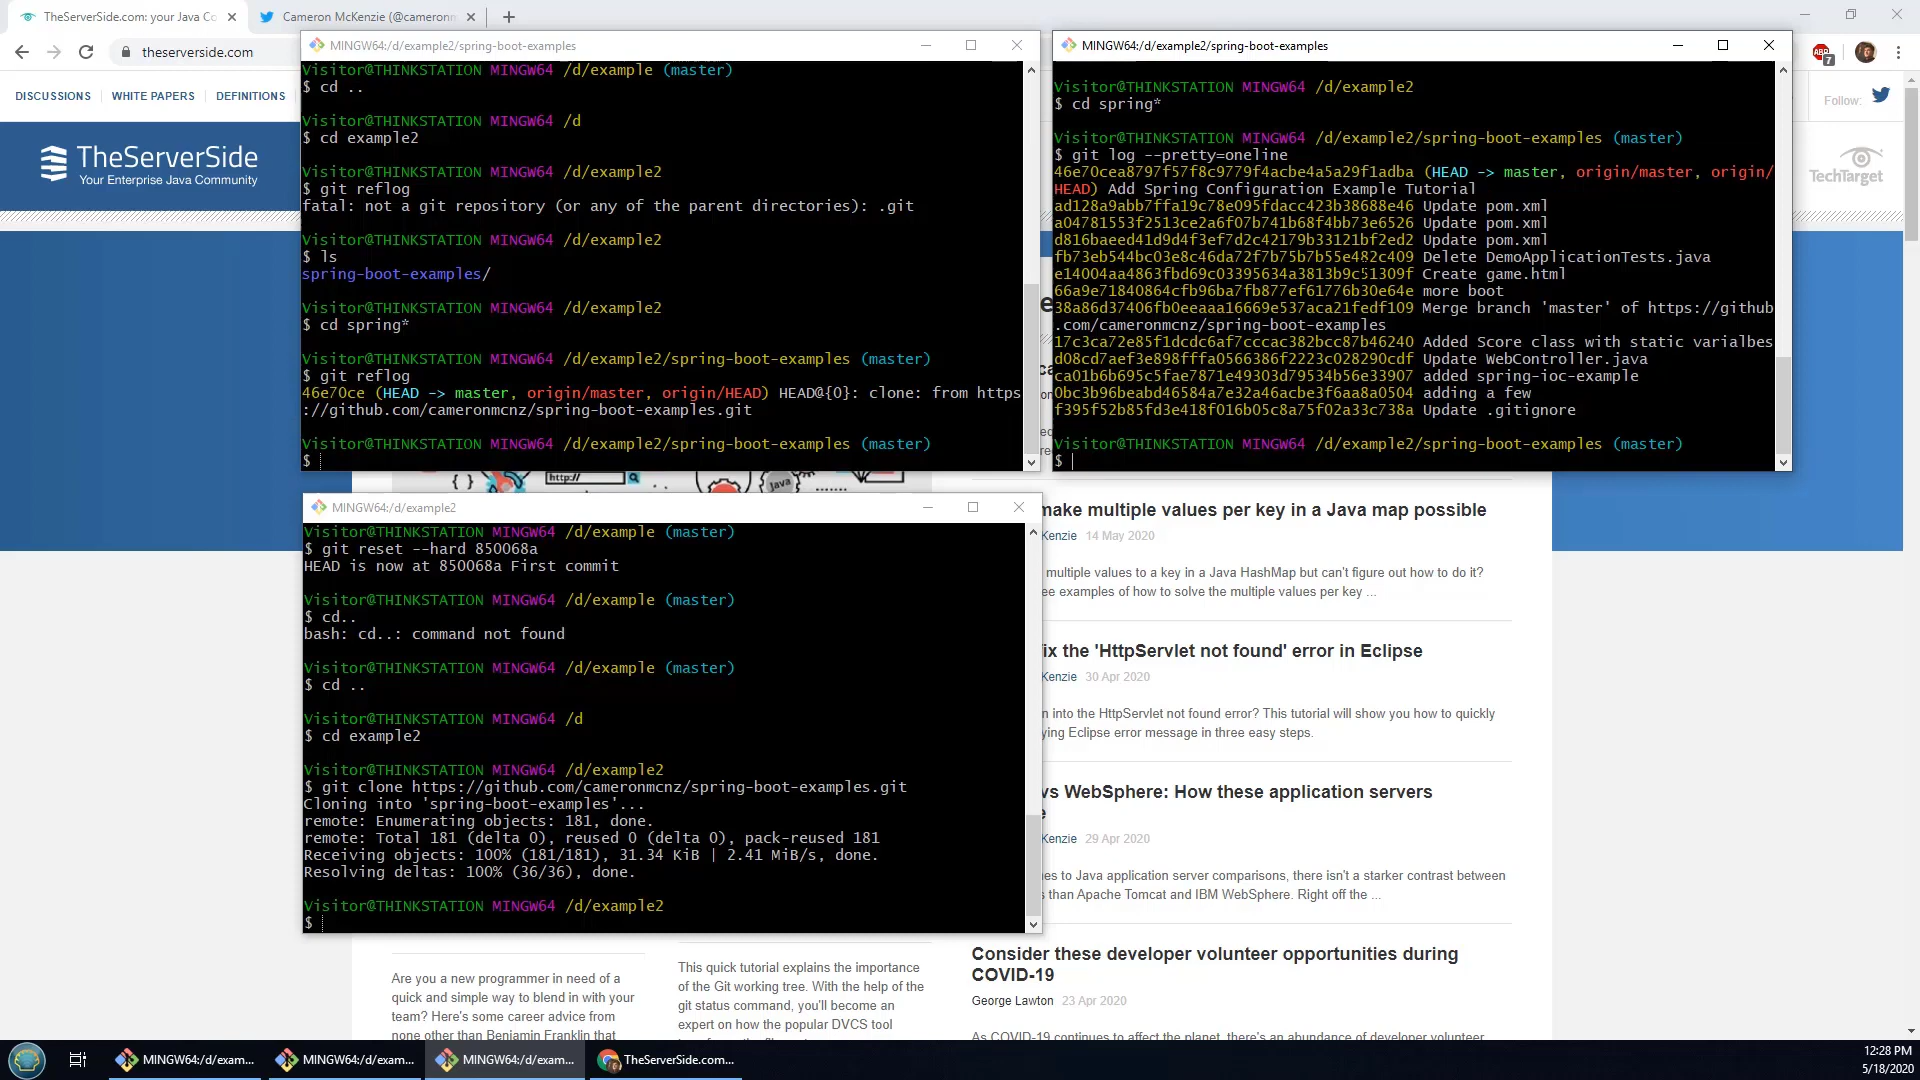 TheServerSide.com: your Java Co
Cameron McKenzie (@cameronm
theserverside.com
7
DISCUSSIONS
WHITE PAPERS
DEFINITIONS
TheServerSide
Your Enterprise Java Community
Follow:
TechTarget
MINGW64:/d/example2/spring-boot-examples
Visitor@THINKSTATION MINGW64 /d/example (master)
$ cd ..
Visitor@THINKSTATION MINGW64 /d
$ cd example2
Visitor@THINKSTATION MINGW64 /d/example2
$ git reflog
fatal: not a git repository (or any of the parent directories): .git
Visitor@THINKSTATION MINGW64 /d/example2
$ ls
spring-boot-examples/
Visitor@THINKSTATION MINGW64 /d/example2
$ cd spring*
Visitor@THINKSTATION MINGW64 /d/example2/spring-boot-examples (master)
$ git reflog
46e70ce (HEAD -> master, origin/master, origin/HEAD) HEAD@{0}: clone: from https
://github.com/cameronmcnz/spring-boot-examples.git
Visitor@THINKSTATION MINGW64 /d/example2/spring-boot-examples (master)
$
MINGW64:/d/example2/spring-boot-examples
Visitor@THINKSTATION MINGW64 /d/example2
$ cd spring*
Visitor@THINKSTATION MINGW64 /d/example2/spring-boot-examples (master)
$ git log --pretty=oneline
46e70cea8797f57f8c9779f4acbe4a5a29f1adba (HEAD -> master, origin/master, origin/
HEAD) Add Spring Configuration Example Tutorial
ad128a9abb7ffa19c78e095fdacc423b38688e46 Update pom.xml
a04781553f2513ce2a6f07b741b68f4bb73e6526 Update pom.xml
d816baeed41d9d4f3ef7d2c42179b33121bf2ed2 Update pom.xml
fb73eb544bc03e8c46da72f7b75b7b55e482c409 Delete DemoApplicationTests.java
e14004aa4863fbd69c03395634a3813b9c51309f Create game.html
66a9e71840864cfb96ba7fb877ef61776b30e64e more boot
38a86d37406fb0eeaaa16669e537aca21fedf109 Merge branch 'master' of https://github
.com/cameronmcnz/spring-boot-examples
17c3ca72e85f1dcdc6af7cccac382bcc87b46240 Added Score class with static varialbes
d08cd7aef3e898fffa0566386f2223c028290cdf Update WebController.java
ca01b6b695c5fae7871e49303d79534b56e33907 added spring-ioc-example
0bc3b96beabd46584a7e32a46acbe3f6aa8a0504 adding a few
f395f52b85fd3e418f016b05c8a75f02a33c738a Update .gitignore
Visitor@THINKSTATION MINGW64 /d/example2/spring-boot-examples (master)
$
{ }
http://
Java
MINGW64:/d/example2
Visitor@THINKSTATION MINGW64 /d/example (master)
$ git reset --hard 850068a
HEAD is now at 850068a First commit
Visitor@THINKSTATION MINGW64 /d/example (master)
$ cd..
bash: cd..: command not found
Visitor@THINKSTATION MINGW64 /d/example (master)
$ cd ..
Visitor@THINKSTATION MINGW64 /d
$ cd example2
Visitor@THINKSTATION MINGW64 /d/example2
$ git clone https://github.com/cameronmcnz/spring-boot-examples.git
Cloning into 'spring-boot-examples'...
remote: Enumerating objects: 181, done.
remote: Total 181 (delta 0), reused 0 (delta 0), pack-reused 181
Receiving objects: 100% (181/181), 31.34 KiB | 2.41 MiB/s, done.
Resolving deltas: 100% (36/36), done.
Visitor@THINKSTATION MINGW64 /d/example2
$
make multiple values per key in a Java map possible
Kenzie 14 May 2020
multiple values to a key in a Java HashMap but can't figure out how to do it?
ee examples of how to solve the multiple values per key ...
ix the 'HttpServlet not found' error in Eclipse
Kenzie 30 Apr 2020
n into the HttpServlet not found error? This tutorial will show you how to quickly
ying Eclipse error message in three easy steps.
vs WebSphere: How these application servers
e
Kenzie 29 Apr 2020
es to Java application server comparisons, there isn't a starker contrast between
s than Apache Tomcat and IBM WebSphere. Right off the ...
Consider these developer volunteer opportunities during
COVID-19
George Lawton 23 Apr 2020
As COVID-19 continues to affect the planet, there's an abundance of developer volunteer
Are you a new programmer in need of a
quick and simple way to blend in with your
team? Here's some career advice from
none other than Benjamin Franklin that
This quick tutorial explains the importance
of the Git working tree. With the help of the
git status command, you'll become an
expert on how the popular DVCS tool
MINGW64:/d/exam...
MINGW64:/d/exam...
MINGW64:/d/exam...
TheServerSide.com...
12:28 PM
5/18/2020